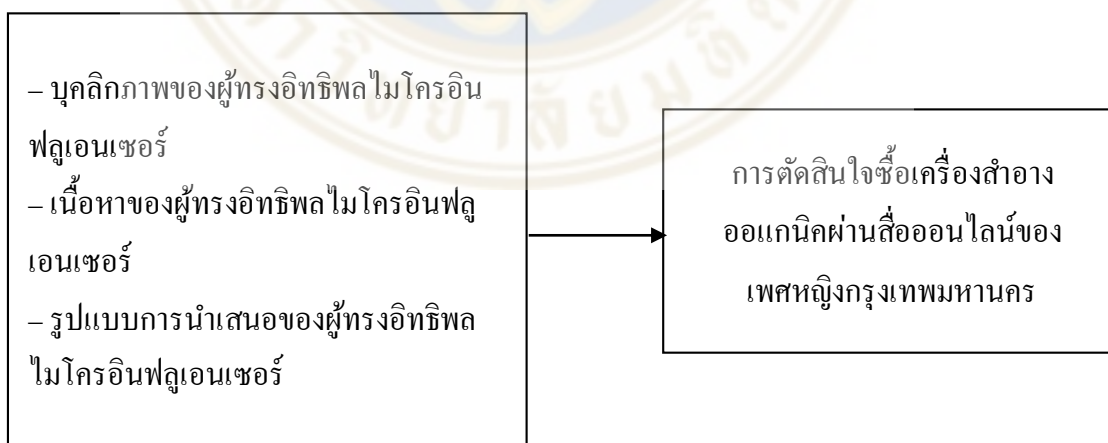 – บุคลิกภาพของผู้ทรงอิทธิพลไมโครอิน
ฟลูเอนเซอร์
– เนื้อหาของผู้ทรงอิทธิพลไมโครอินฟลู
เอนเซอร์
– รูปแบบการนำเสนอของผู้ทรงอิทธิพล
ไมโครอินฟลูเอนเซอร์
การตัดสินใจซื้อเครื่องสำอาง
ออแกนิคผ่านสื่อออนไลน์ของ
เพศหญิงกรุงเทพมหานคร